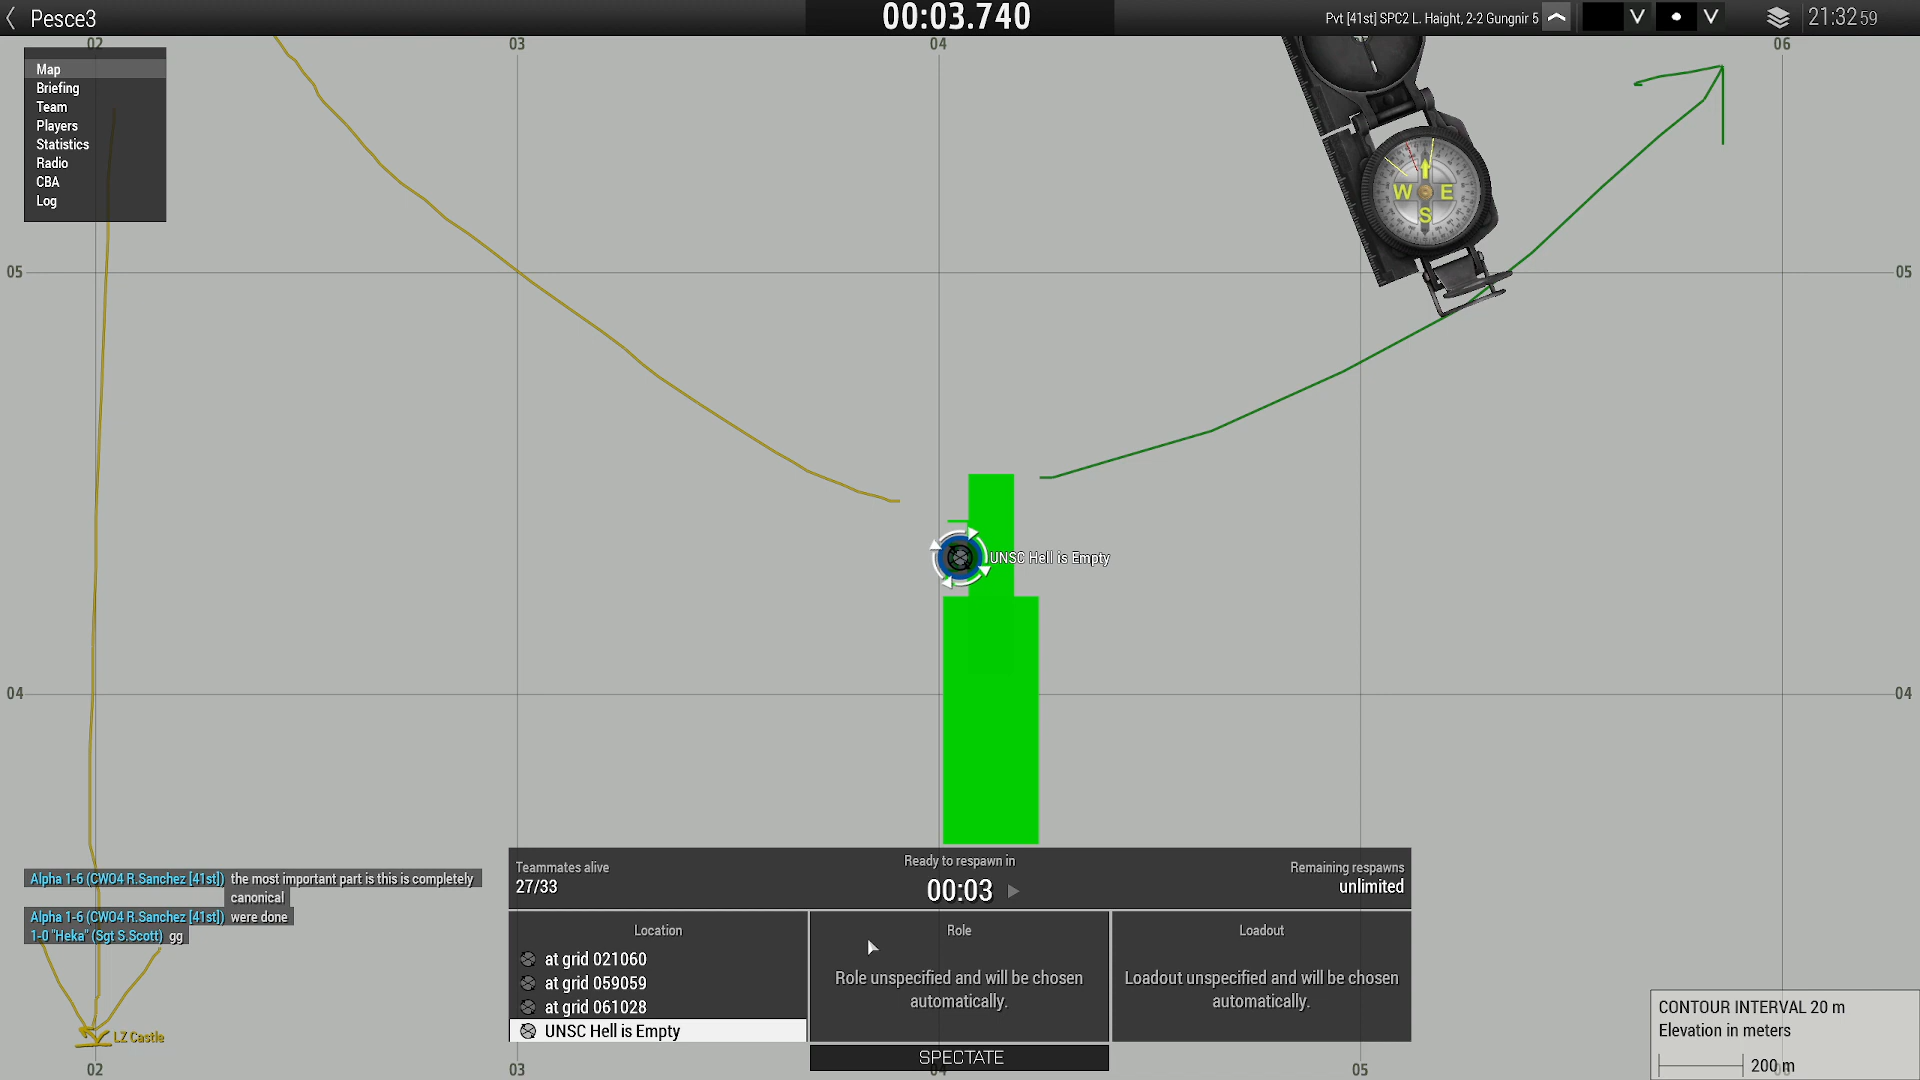 Pesce3
00:03.740
Pvt [41st] SPC2 L. Haight, 2-2 Gungnir 5
21:32 59
02
03
04
06
Map
Briefing
Team
Players
Statistics
Radio
CBA
Log
W E
S
05
05
UNSC Hell is Empty
04
04
Alpha 1-6 (CWO4 R.Sanchez [41st]) the most important part is this is completely
canonical
Alpha 1-6 (CWO4 R.Sanchez [41st]) were done
1-0 "Heka" (Sgt S.Scott) gg
LZ Castle
Teammates alive
27/33
Ready to respawn in
00:03
Remaining respawns
unlimited
Location
at grid 021060
at grid 059059
at grid 061028
UNSC Hell is Empty
Role
Role unspecified and will be chosen
automatically.
Loadout
Loadout unspecified and will be chosen
automatically.
SPECTATE
CONTOUR INTERVAL 20 m
Elevation in meters
200 m
02
03
04
05
06